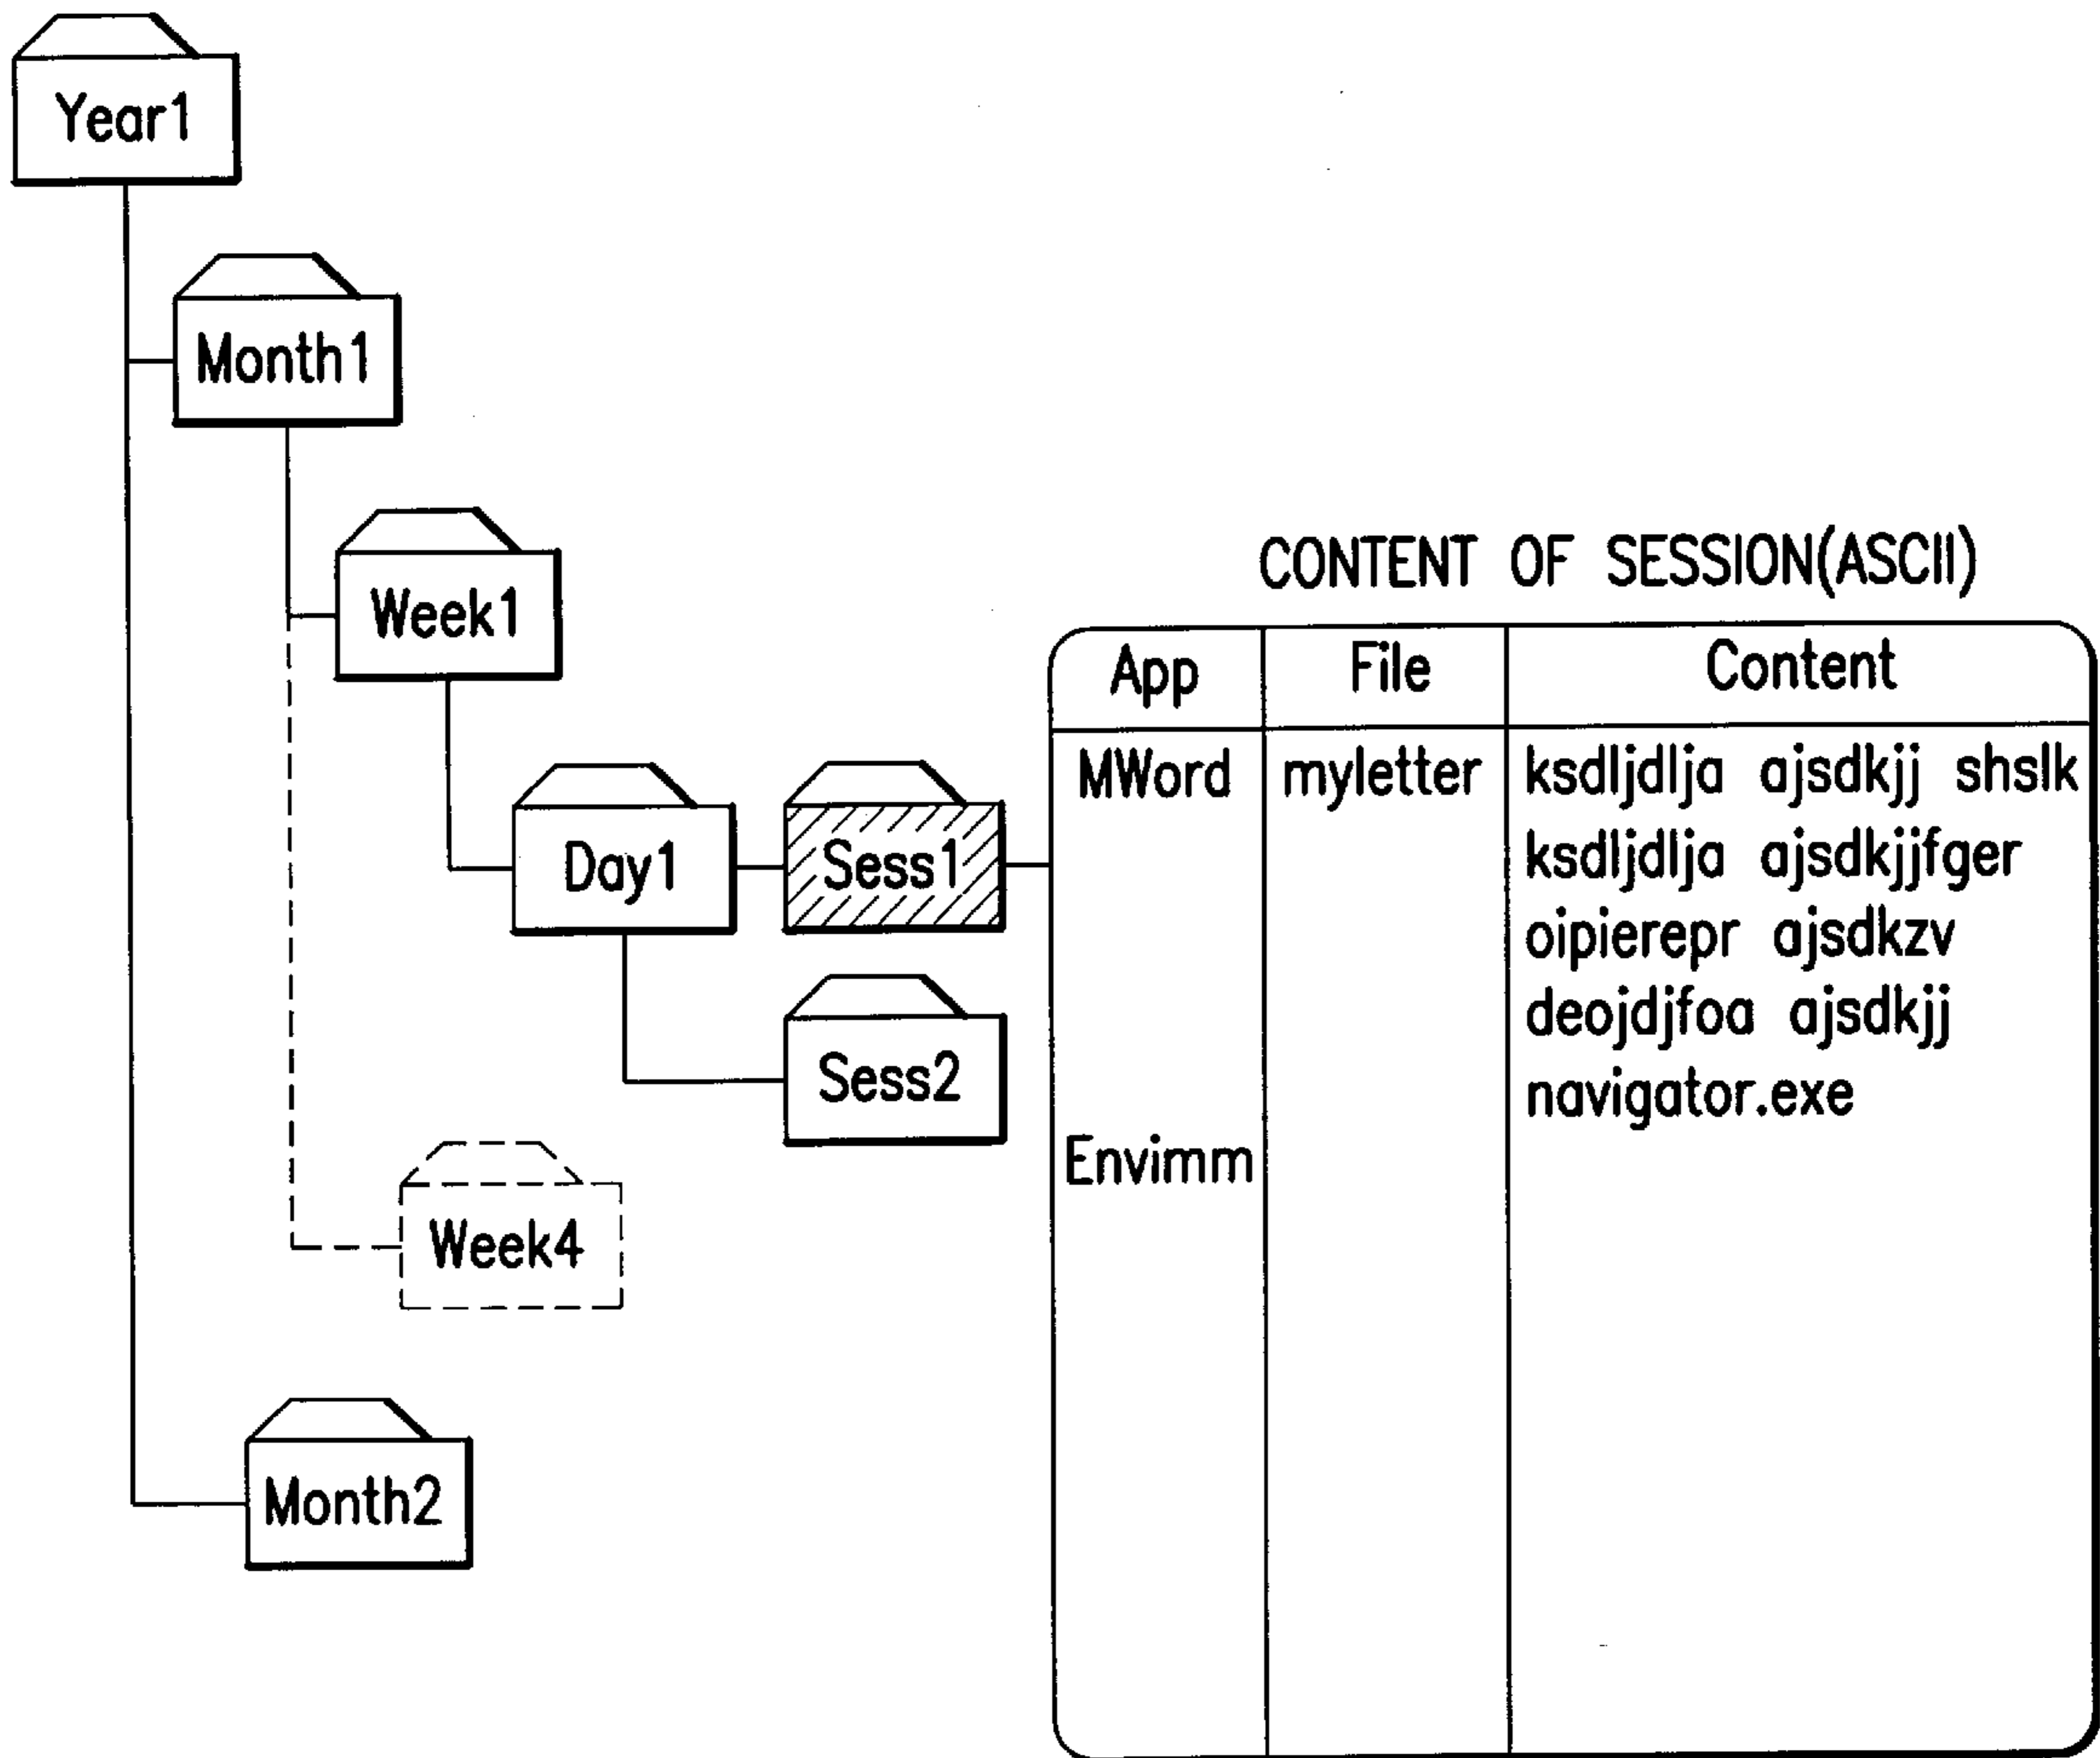 Year1
Month1
Week1
Day1
Sess1
Sess2
Week4
Month2
CONTENT OF SESSION(ASCII)
App File Content
MWord myletter ksdljdlja ajsdkjj shslk
ksdljdlja ajsdkjjfger
oipierepr ajsdkzv
deojdjfoa ajsdkjj
navigator.exe
Envimm